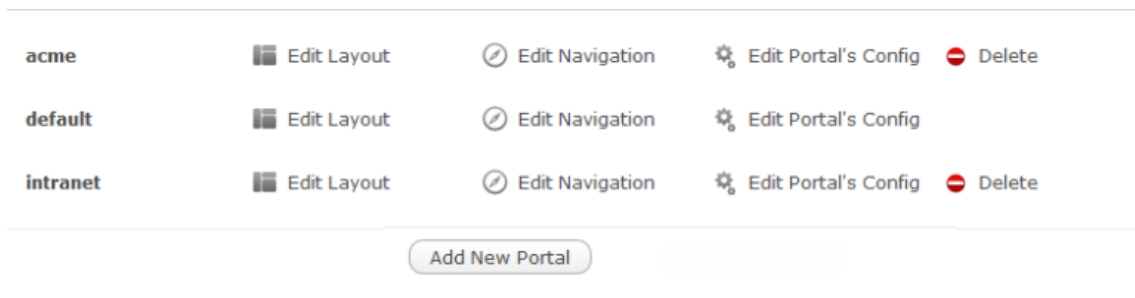 acme Edit Layout Edit Navigation Edit Portal's Config Delete
default Edit Layout Edit Navigation Edit Portal's Config
intranet Edit Layout Edit Navigation Edit Portal's Config Delete
Add New Portal